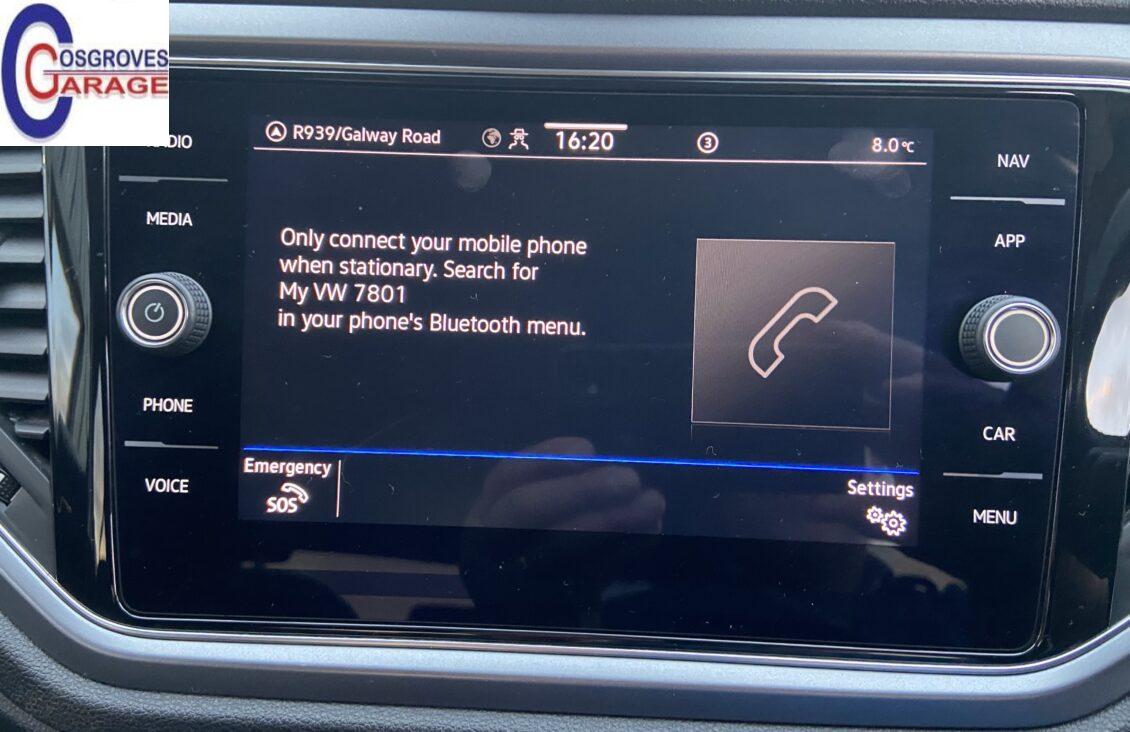 COSGROVES
GARAGE
RADIO
R939/Galway Road
16:20
3
8.0°C
NAV
MEDIA
APP
Only connect your mobile phone
when stationary. Search for
My VW 7801
in your phone's Bluetooth menu.
PHONE
CAR
VOICE
Emergency
SOS
Settings
MENU